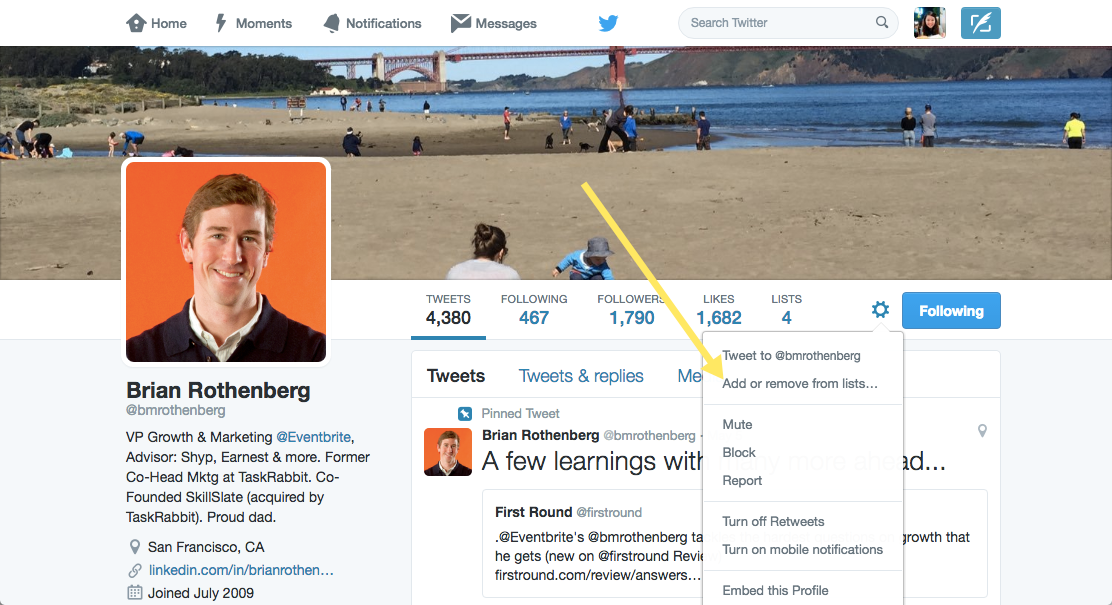 Home
Moments
Notifications
Messages
Search Twitter
TWEETS
4,380
FOLLOWING
467
FOLLOWERS
1,790
LIKES
1,682
LISTS
4
Following
Brian Rothenberg
@bmrothenberg
VP Growth & Marketing @Eventbrite,
Advisor: Shyp, Earnest & more. Former
Co-Head Mktg at TaskRabbit. Co-
Founded SkillSlate (acquired by
TaskRabbit). Proud dad.
San Francisco, CA
linkedin.com/in/brianrothen…
Joined July 2009
Tweets
Tweets & replies
Me
Pinned Tweet
Brian Rothenberg @bmrothenberg -
A few learnings with many more ahead...
First Round @firstround
.@Eventbrite's @bmrothenberg growth that
he gets (new on @firstround
firstround.com/review/answers…
Tweet to @bmrothenberg
Add or remove from lists…
Mute
Block
Report
Turn off Retweets
Turn on mobile notifications
Embed this Profile